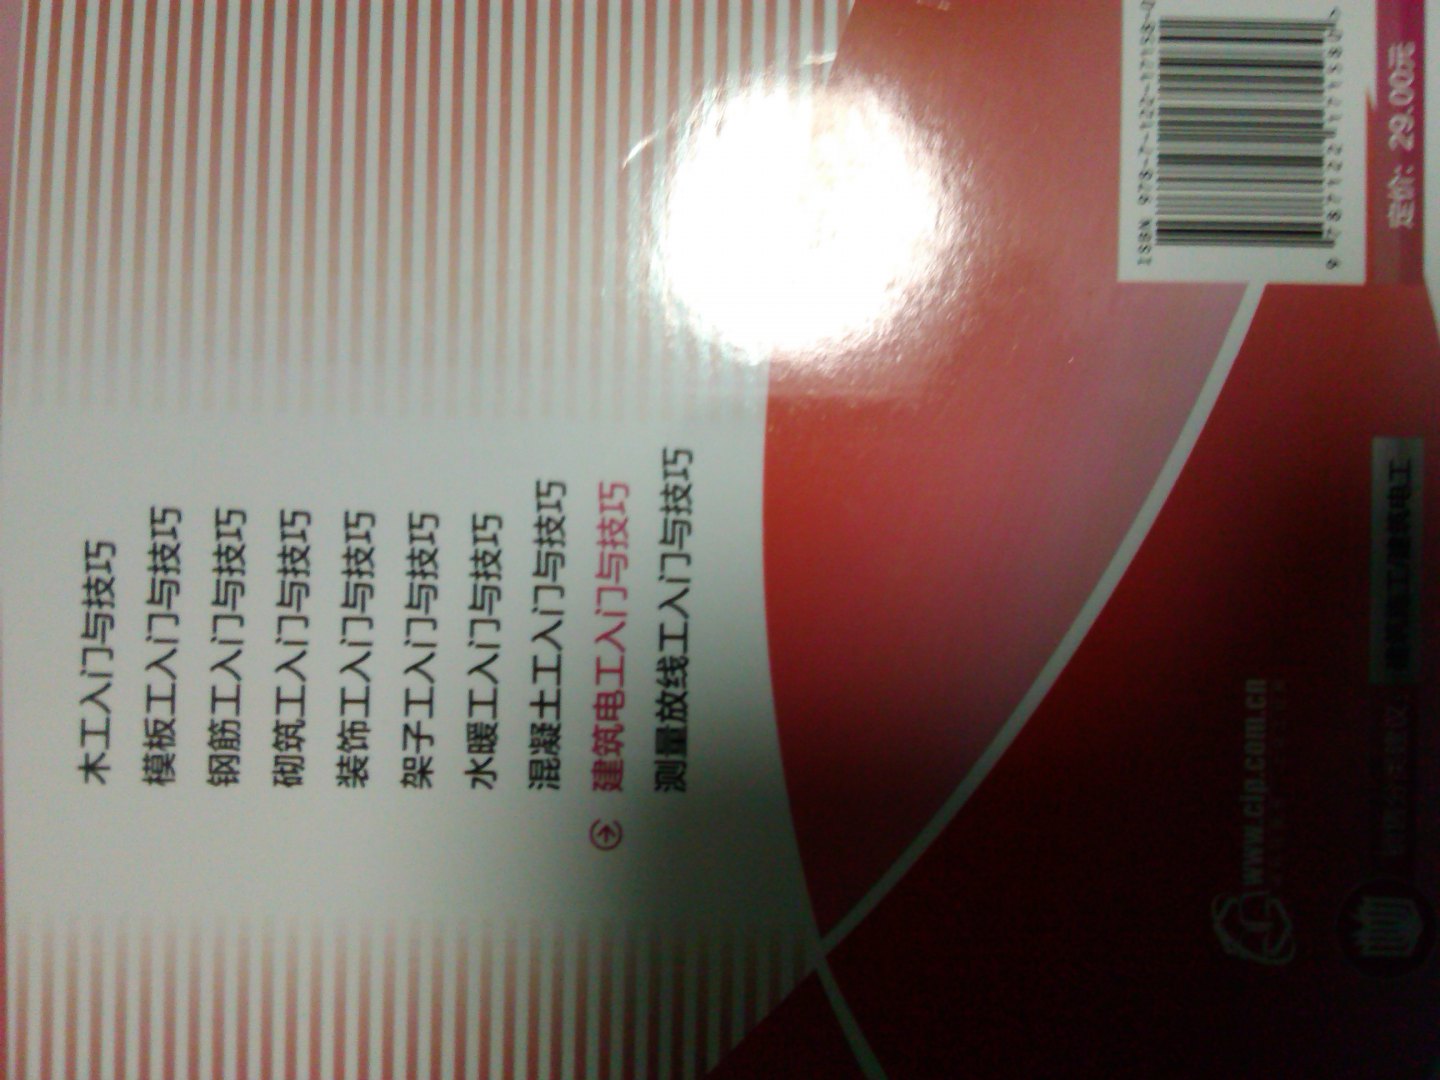 木工入门与技巧
模板工入门与技巧
钢筋工入门与技巧
砌筑工入门与技巧
装饰工入门与技巧
架子工入门与技巧
水暖工入门与技巧
混凝土工入门与技巧
建筑电工入门与技巧
测量放线工入门与技巧
www.cip.com.cn
定价：29.00元